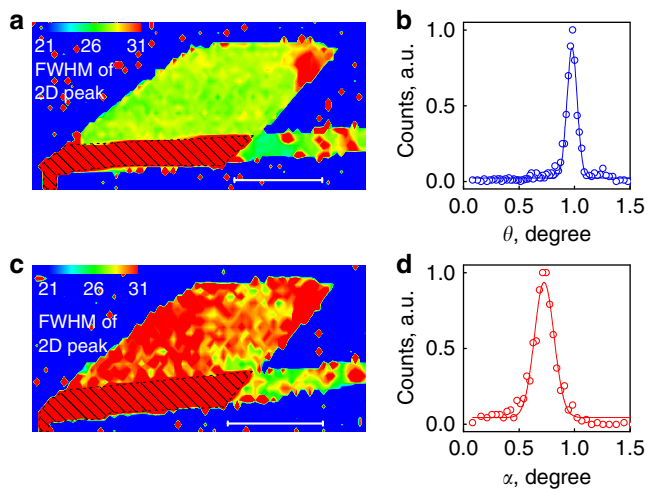 a
21 26 31
FWHM of
2D peak
b
Counts, a.u.
1.0
0.5
0.0
0.0 0.5 1.0 1.5
θ, degree
c
21 26 31
FWHM of
2D peak
d
Counts, a.u.
1.0
0.5
0.0
0.0 0.5 1.0 1.5
α, degree